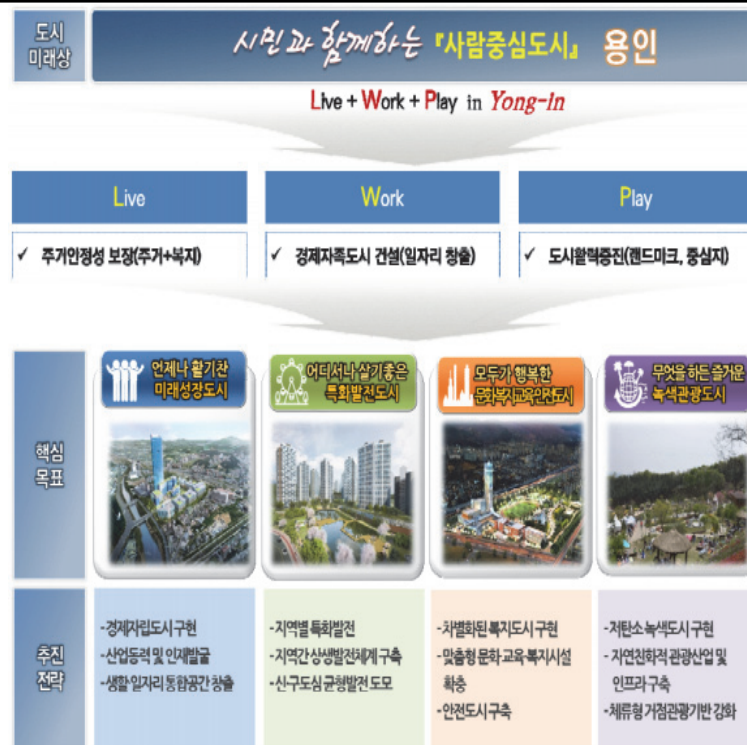 도시
미래상
시민과 함께하는 『사람중심도시』 용인
Live + Work + Play in Yong-in
Live
Work
Play
✓ 주거안정성 보장(주거+복지)
✓ 경제자족도시 건설(일자리 창출)
✓ 도시활력증진(랜드마크, 중심지)
핵심
목표
언제나 활기찬
미래성장도시
어디서나 살기좋은
특화발전도시
모두가 행복한
문화복지교육안전도시
무엇을 하든 즐거운
녹색관광도시
추진
전략
-경제자립도시 구현
-산업동력 및 인재발굴
-생활·일자리 통합공간 창출
-지역별 특화발전
-지역간 상생발전체계 구축
-신·구도심 균형발전 도모
-차별화된 복지도시 구현
-맞춤형 문화·교육·복지시설
확충
-안전도시 구축
-저탄소 녹색도시 구현
- 자연친화적 관광산업 및
인프라 구축
-체류형 거점관광기반 강화